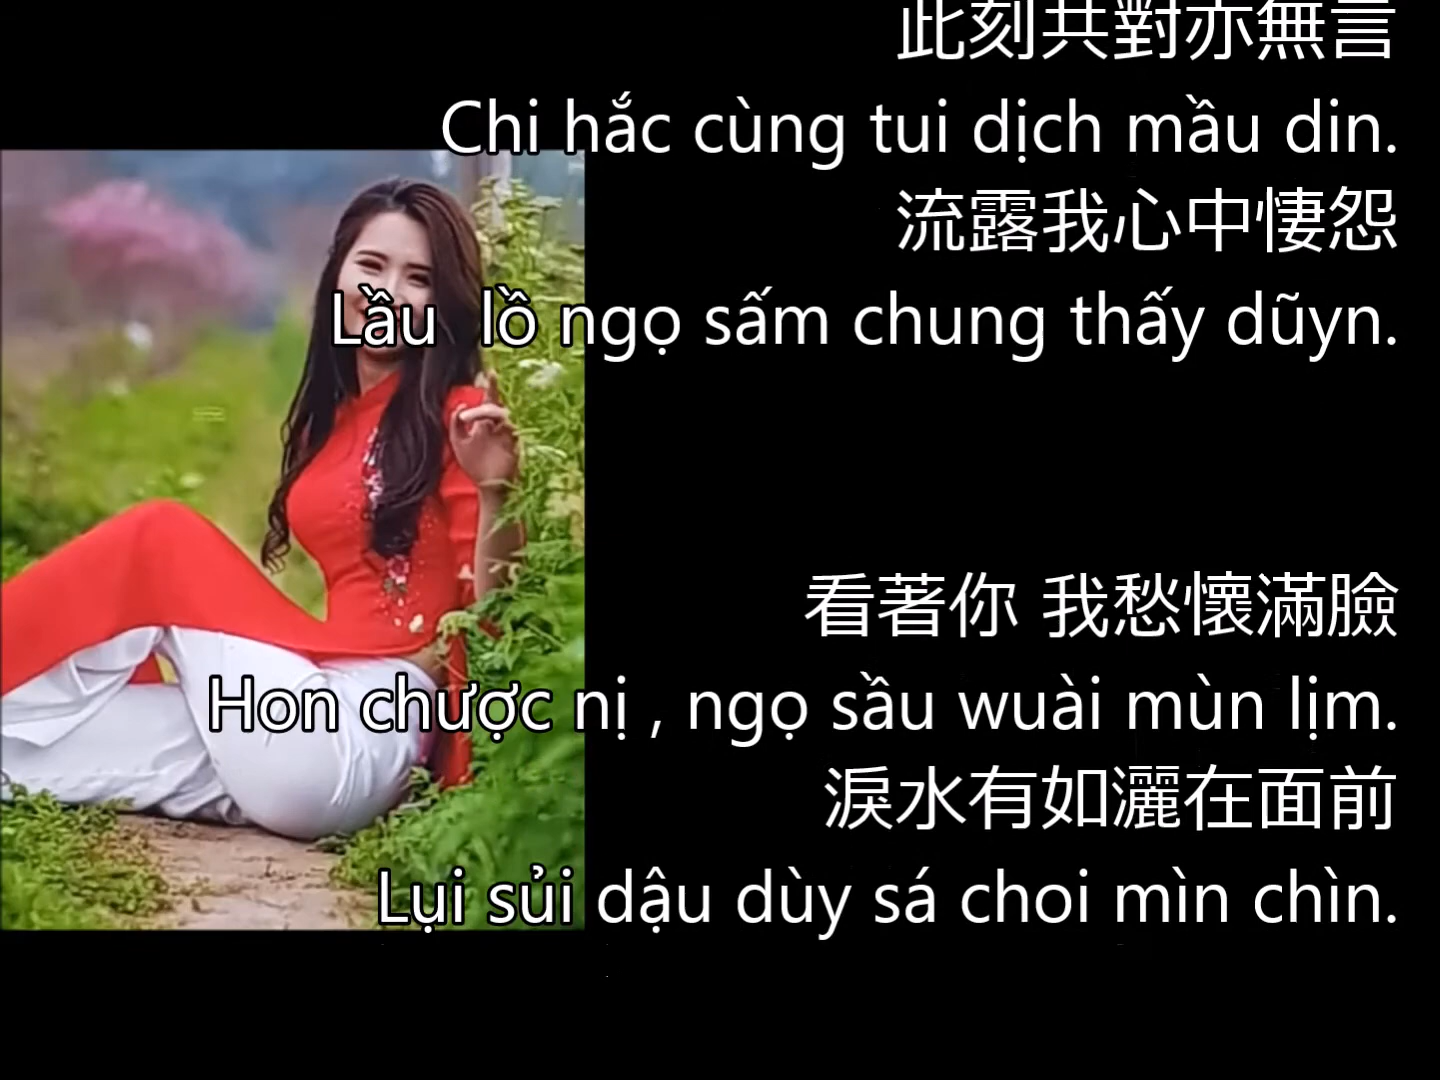 此刻共對亦無言
Chi hắc cùng tui dịch mầu din.
流露我心中悽怨
Lầu lồ ngọ sấm chung thấy dũyn.
看著你 我愁懷滿臉
Hon chược nị , ngọ sầu wuài mùn lịm.
淚水有如灑在面前
Lụi sủi dậu dùy sá choi mìn chìn.